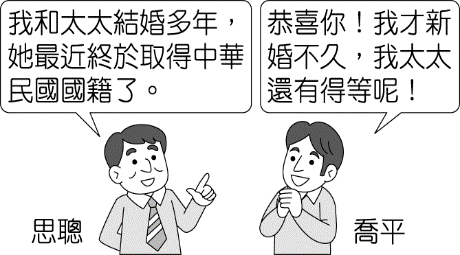 我和太太結婚多年，
她最近終於取得中華
民國國籍了。
恭喜你！我才新
婚不久，我太太
還有得等呢！
思聰
喬平